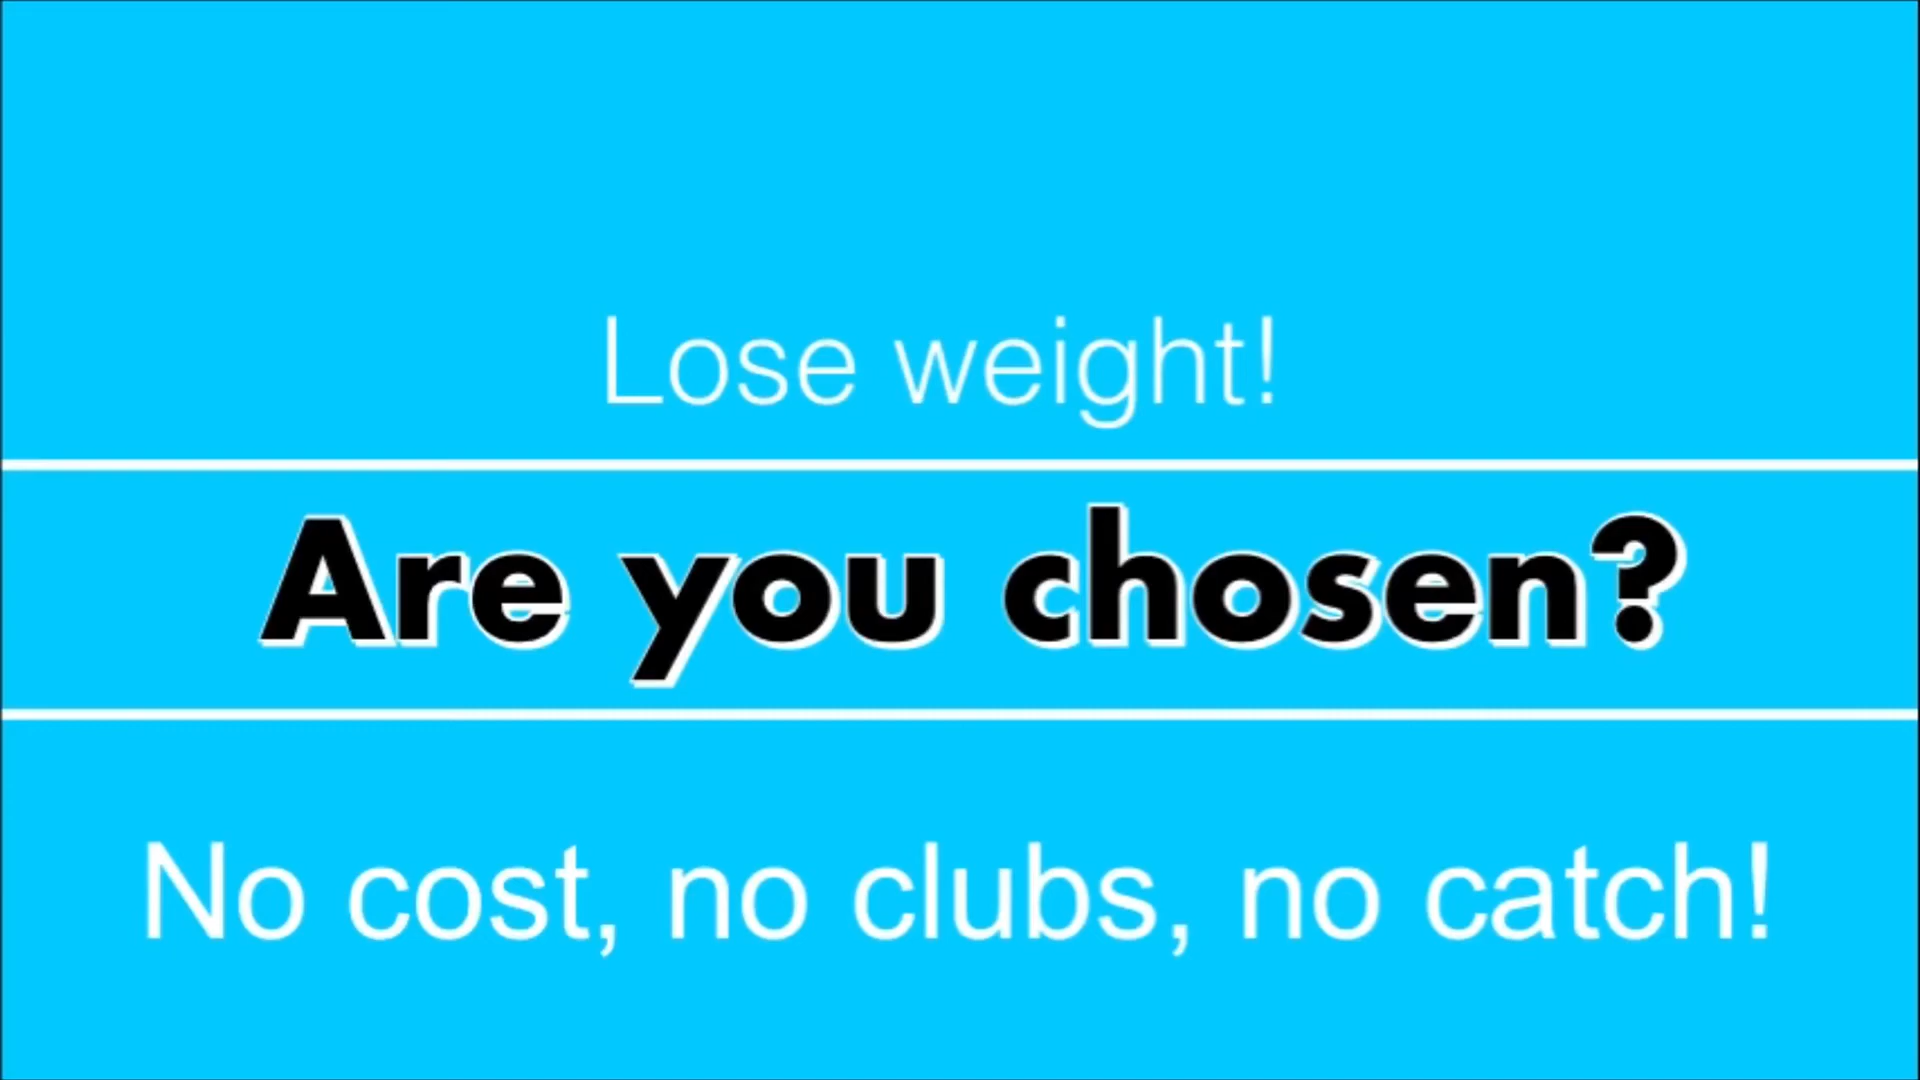 Lose weight!
Are you chosen?
No cost, no clubs, no catch!